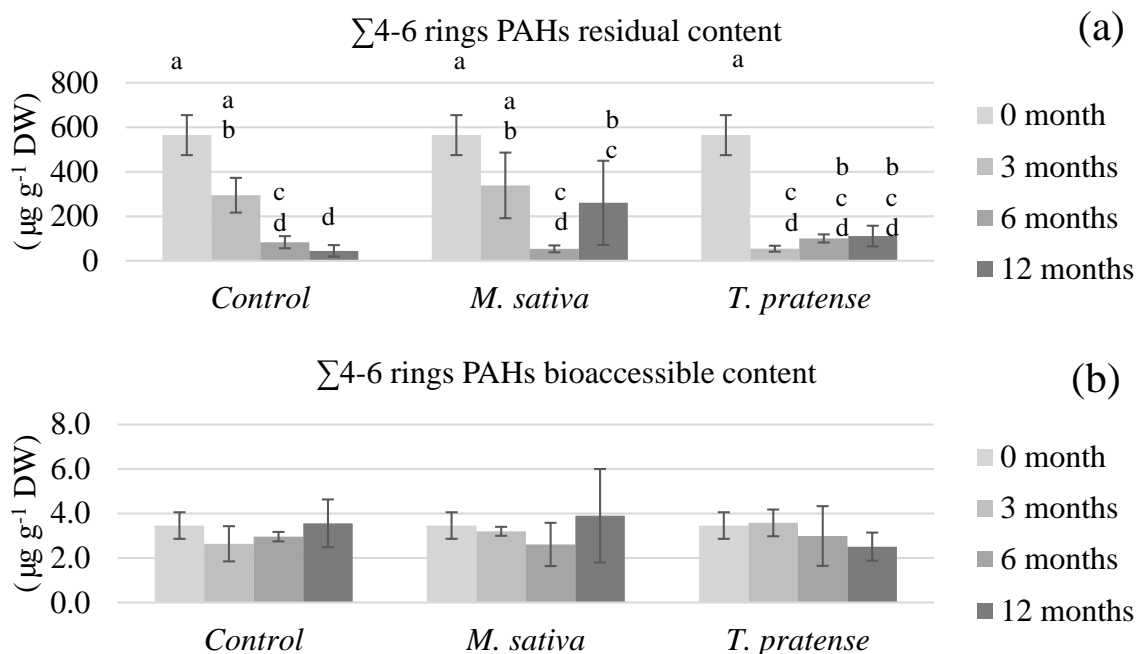 ∑4-6 rings PAHs residual content
(a)
a a a
800
a a
b b b b
600
b c b b
400
c c c c c
200
d d d d d d
0
(µg g-1 DW)
Control M. sativa T. pratense
0 month
3 months
6 months
12 months
∑4-6 rings PAHs bioaccessible content
(b)
8.0
6.0
4.0
2.0
0.0
(µg g-1 DW)
Control M. sativa T. pratense
0 month
3 months
6 months
12 months